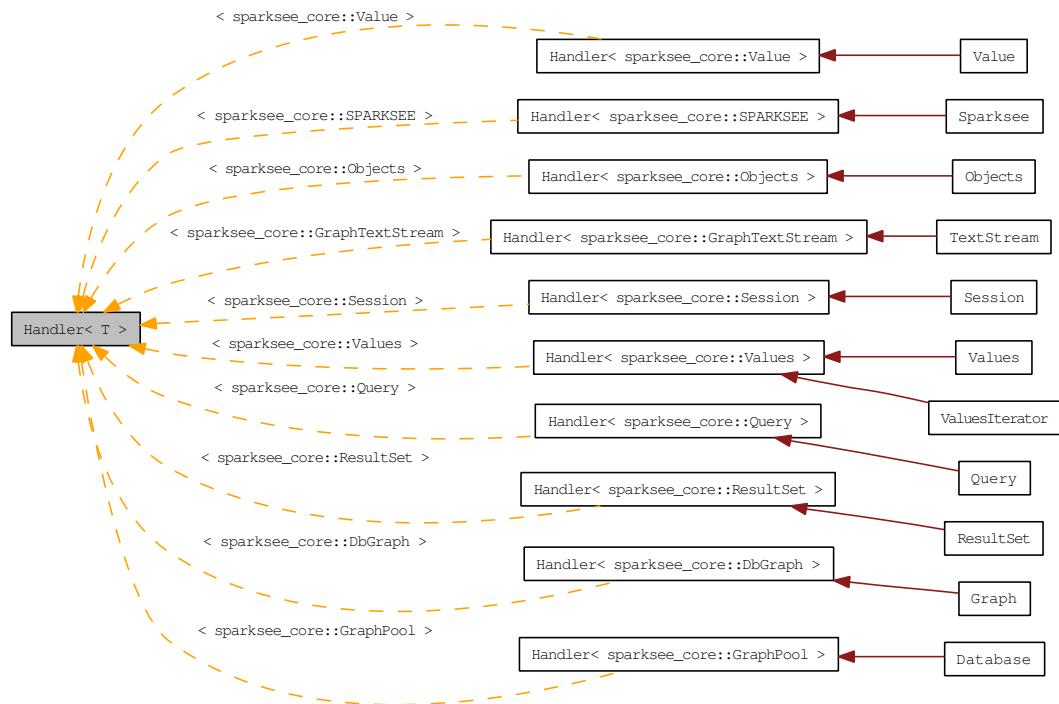 < sparksee_core::Value >
Handler< sparksee_core::Value >
Value
< sparksee_core::SPARKSEE >
Handler< sparksee_core::SPARKSEE >
Sparksee
< sparksee_core::Objects >
Handler< sparksee_core::Objects >
Objects
< sparksee_core::GraphTextStream >
Handler< sparksee_core::GraphTextStream >
TextStream
< sparksee_core::Session >
Handler< sparksee_core::Session >
Session
Handler< T >
< sparksee_core::Values >
Handler< sparksee_core::Values >
Values
< sparksee_core::Query >
ValuesIterator
Handler< sparksee_core::Query >
< sparksee_core::ResultSet >
Query
Handler< sparksee_core::ResultSet >
< sparksee_core::DbGraph >
ResultSet
Handler< sparksee_core::DbGraph >
Graph
< sparksee_core::GraphPool >
Handler< sparksee_core::GraphPool >
Database